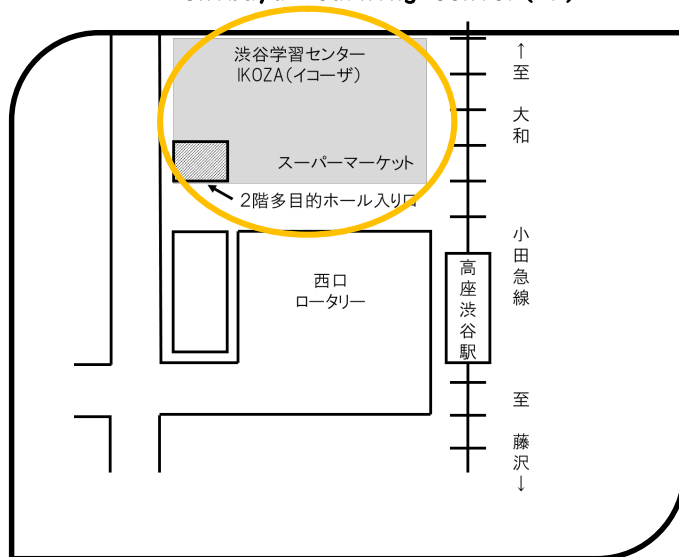 渋谷学習センター
IKOZA(イコーザ)
スーパーマーケット
2階多目的ホール入り口
西口
ロータリー
高座渋谷駅
↑至 大和
小田急線
至 藤沢↓